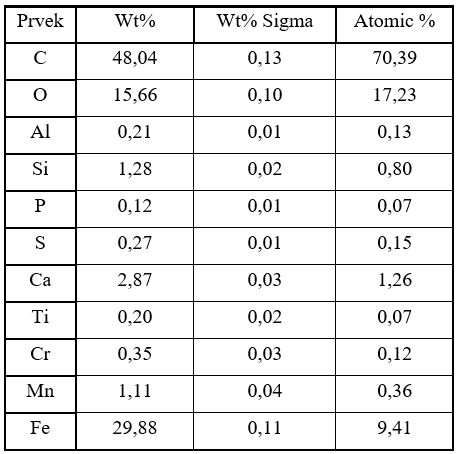 Prvek Wt% Wt% Sigma Atomic %
C 48,04 0,13 70,39
O 15,66 0,10 17,23
Al 0,21 0,01 0,13
Si 1,28 0,02 0,80
P 0,12 0,01 0,07
S 0,27 0,01 0,15
Ca 2,87 0,03 1,26
Ti 0,20 0,02 0,07
Cr 0,35 0,03 0,12
Mn 1,11 0,04 0,36
Fe 29,88 0,11 9,41